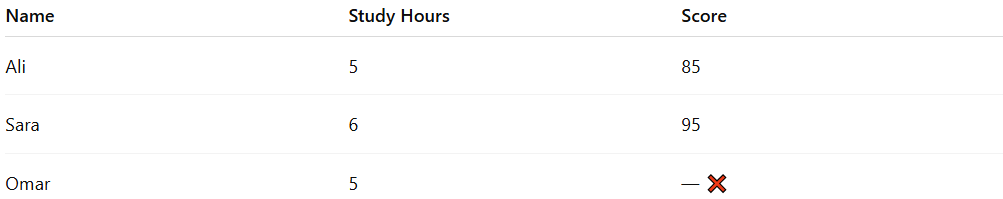 Name Study Hours Score
Ali 5 85
Sara 6 95
Omar 5 — ❌